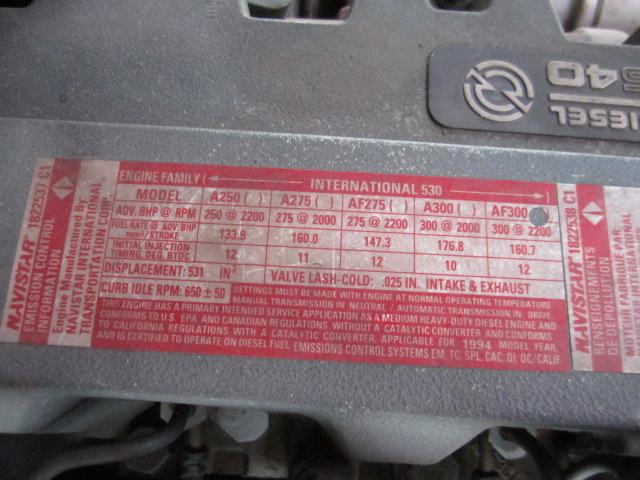 DIESEL
E 40
NAVISTAR 1822537 C1
EMISSION CONTROL
INFORMATION
Engine Manufactured by:
NAVISTAR INTERNATIONAL
TRANSPORTATION CORP.
ENGINE FAMILY ( INTERNATIONAL 530 )
MODEL A250 ( ) A275 ( ) AF275 ( ) A300 ( ) AF300
ADV. BHP @ RPM 250 @ 2200 275 @ 2000 275 @ 2200 300 @ 2000 300 @ 2200
FUEL RATE @ ADV. BHP
mm³/STROKE 133.9 160.0 147.3 176.8 160.7
INITIAL INJECTION
TIMING DEG. BTDC 12 11 12 10 12
DISPLACEMENT: 531 IN³ VALVE LASH-COLD: .025 IN. INTAKE & EXHAUST
CURB IDLE RPM: 650 ± 50
SETTINGS MUST BE MADE WITH ENGINE AT NORMAL OPERATING TEMPERATURE
MANUAL TRANSMISSION IN NEUTRAL / AUTOMATIC TRANSMISSION IN DRIVE
THIS ENGINE HAS A PRIMARY INTENDED SERVICE APPLICATION AS A MEDIUM HEAVY-DUTY DIESEL ENGINE AND
CONFORMS TO U.S. EPA AND CANADIAN REGULATIONS WITHOUT A CATALYTIC CONVERTER AND CONFORMS
TO CALIFORNIA REGULATIONS WITH A CATALYTIC CONVERTER, APPLICABLE FOR 1994 MODEL YEAR,
AND IS CERTIFIED TO OPERATE ON DIESEL FUEL. EMISSIONS CONTROL SYSTEMS EM, TC, SPL, CAC, DI, OC/CALIF
NAVISTAR 1822538 C1
RENSEIGNEMENTS
DE DEPOLLUTION
MOTEUR FABRIQUE PAR
NAVISTAR